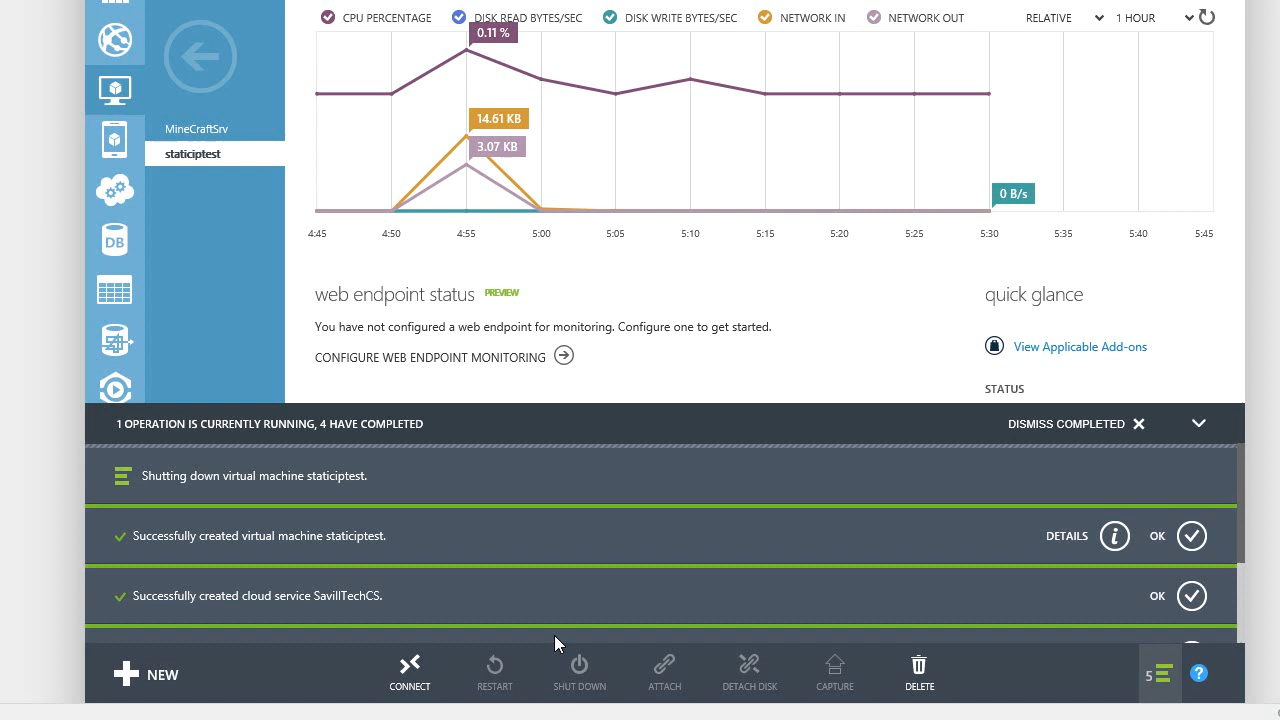 CPU PERCENTAGE DISK READ BYTES/SEC DISK WRITE BYTES/SEC NETWORK IN NETWORK OUT RELATIVE 1 HOUR
0.11 %
14.61 KB
3.07 KB
0 B/s
4:45 4:50 4:55 5:00 5:05 5:10 5:15 5:20 5:25 5:30 5:35 5:40 5:45
MineCraftSrv
staticiptest
DB
web endpoint status PREVIEW
You have not configured a web endpoint for monitoring. Configure one to get started.
CONFIGURE WEB ENDPOINT MONITORING
quick glance
View Applicable Add-ons
STATUS
1 OPERATION IS CURRENTLY RUNNING, 4 HAVE COMPLETED DISMISS COMPLETED
Shutting down virtual machine staticiptest.
Successfully created virtual machine staticiptest. DETAILS i OK
Successfully created cloud service SavillTechCS. OK
NEW CONNECT RESTART SHUT DOWN ATTACH DETACH DISK CAPTURE DELETE 5 ?